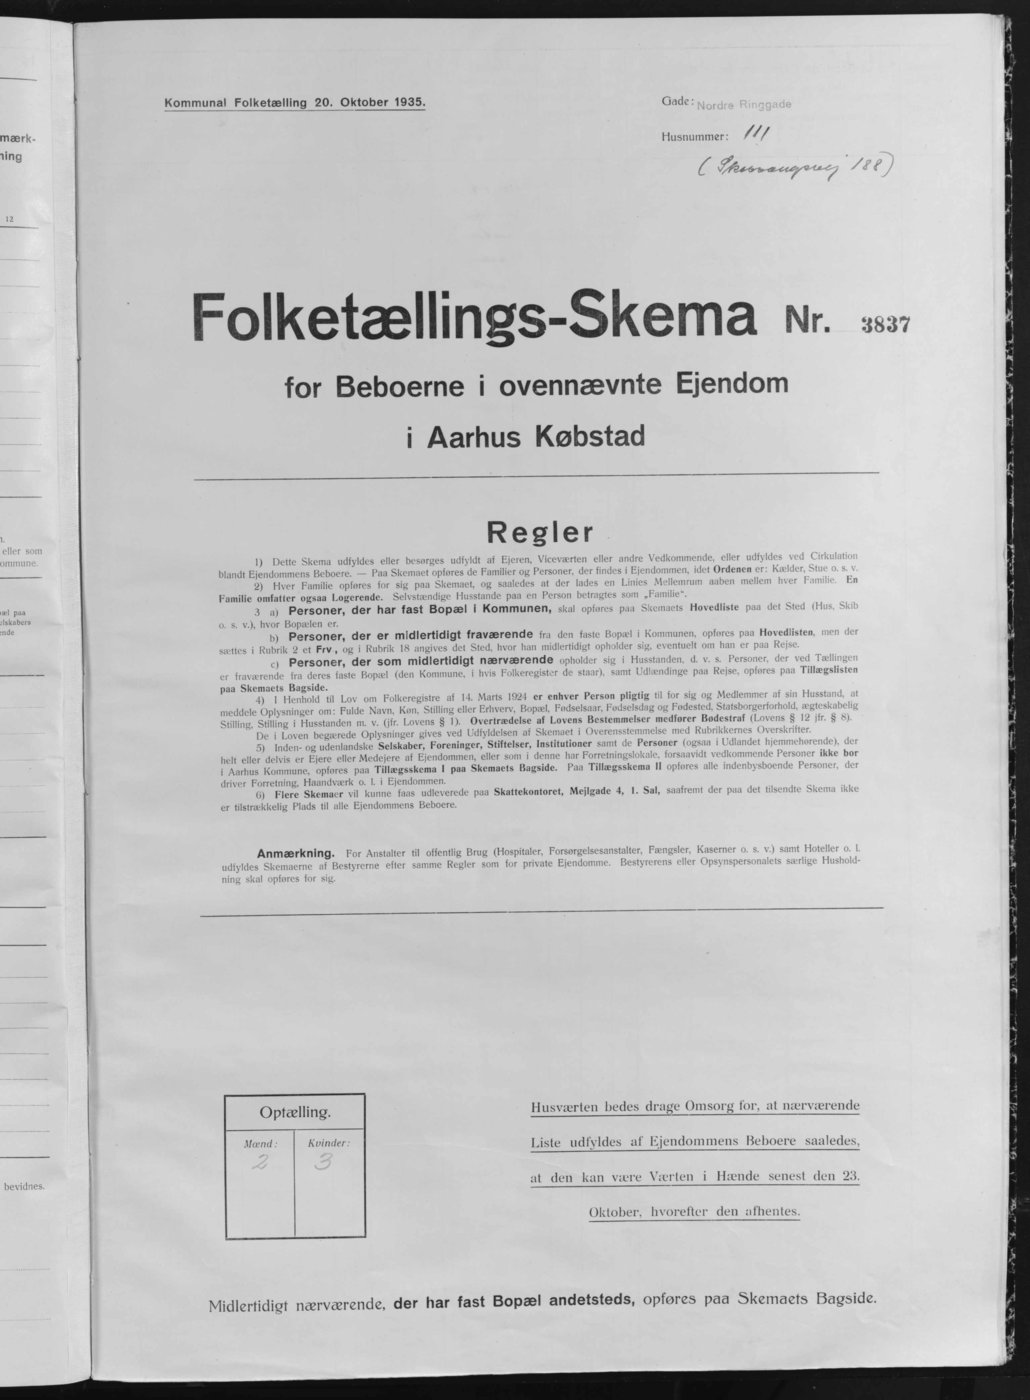 mærk-
ning
12
n.
eller som
ommune.
pæl paa
elskabers
ende
bevidnes.
Kommunal Folketælling 20. Oktober 1935.
Gade: Nordre Ringgade
Husnummer: 111
(Skovvangsvej 188)
Folketællings-Skema Nr. 3837
for Beboerne i ovennævnte Ejendom
i Aarhus Købstad
Regler
1) Dette Skema udfyldes eller besørges udfyldt af Ejeren, Viceværten eller andre Vedkommende, eller udfyldes ved Cirkulation
blandt Ejendommens Beboere. — Paa Skemaet opføres de Familier og Personer, der findes i Ejendommen, idet Ordenen er: Kælder, Stue o. s. v.
2) Hver Familie opføres for sig paa Skemaet, og saaledes at der lades en Linies Mellemrum aaben mellem hver Familie. En
Familie omfatter ogsaa Logerende. Selvstændige Husstande paa en Person betragtes som „Familie“.
3 a) Personer, der har fast Bopæl i Kommunen, skal opføres paa Skemaets Hovedliste paa det Sted (Hus, Skib
o. s. v.), hvor Bopælen er.
b) Personer, der er midlertidigt fraværende fra den faste Bopæl i Kommunen, opføres paa Hovedlisten, men der
sættes i Rubrik 2 et Frv., og i Rubrik 18 angives det Sted, hvor han midlertidigt opholder sig, eventuelt om han er paa Rejse.
c) Personer, der som midlertidigt nærværende opholder sig i Husstanden, d. v. s. Personer, der ved Tællingen
er fraværende fra deres faste Bopæl (den Kommune, i hvis Folkeregister de staar), samt Udlændinge paa Rejse, opføres paa Tillægslisten
paa Skemaets Bagside.
4) I Henhold til Lov om Folkeregistre af 14. Marts 1924 er enhver Person pligtig til for sig og Medlemmer af sin Husstand, at
meddele Oplysninger om: Fulde Navn, Køn, Stilling eller Erhverv, Bopæl, Fødselsaar, Fødselsdag og Fødested, Statsborgerforhold, ægteskabelig
Stilling, Stilling i Husstanden m. v. (jfr. Lovens § 1). Overtrædelse af Lovens Bestemmelser medfører Bødestraf (Lovens § 12 jfr. § 8).
De i Loven begærede Oplysninger gives ved Udfyldelsen af Skemaet i Overensstemmelse med Rubrikkernes Overskrifter.
5) Inden- og udenlandske Selskaber, Foreninger, Stiftelser, Institutioner samt de Personer (ogsaa i Udlandet hjemmehørende), der
helt eller delvis er Ejere eller Medejere af Ejendommen, eller som i denne har Forretningslokale, forsaavidt vedkommende Personer ikke bor
i Aarhus Kommune, opføres paa Tillægsskema I paa Skemaets Bagside. Paa Tillægsskema II opføres alle indenbysboende Personer, der
driver Forretning, Haandværk o. l. i Ejendommen.
6) Flere Skemaer vil kunne faas udleverede paa Skattekontoret, Mejlgade 4, 1. Sal, saafremt der paa det tilsendte Skema ikke
er tilstrækkelig Plads til alle Ejendommens Beboere.
Anmærkning. For Anstalter til offentlig Brug (Hospitaler, Forsørgelsesanstalter, Fængsler, Kaserner o. s. v.) samt Hoteller o. l.
udfyldes Skemaerne af Bestyrerne efter samme Regler som for private Ejendomme. Bestyrerens eller Opsynspersonalets særlige Hushold-
ning skal opføres for sig.
Optælling.
Mænd: Kvinder:
2 3
Husværten bedes drage Omsorg for, at nærværende
Liste udfyldes af Ejendommens Beboere saaledes,
at den kan være Værten i Hænde senest den 23.
Oktober, hvorefter den afhentes.
Midlertidigt nærværende, der har fast Bopæl andetsteds, opføres paa Skemaets Bagside.